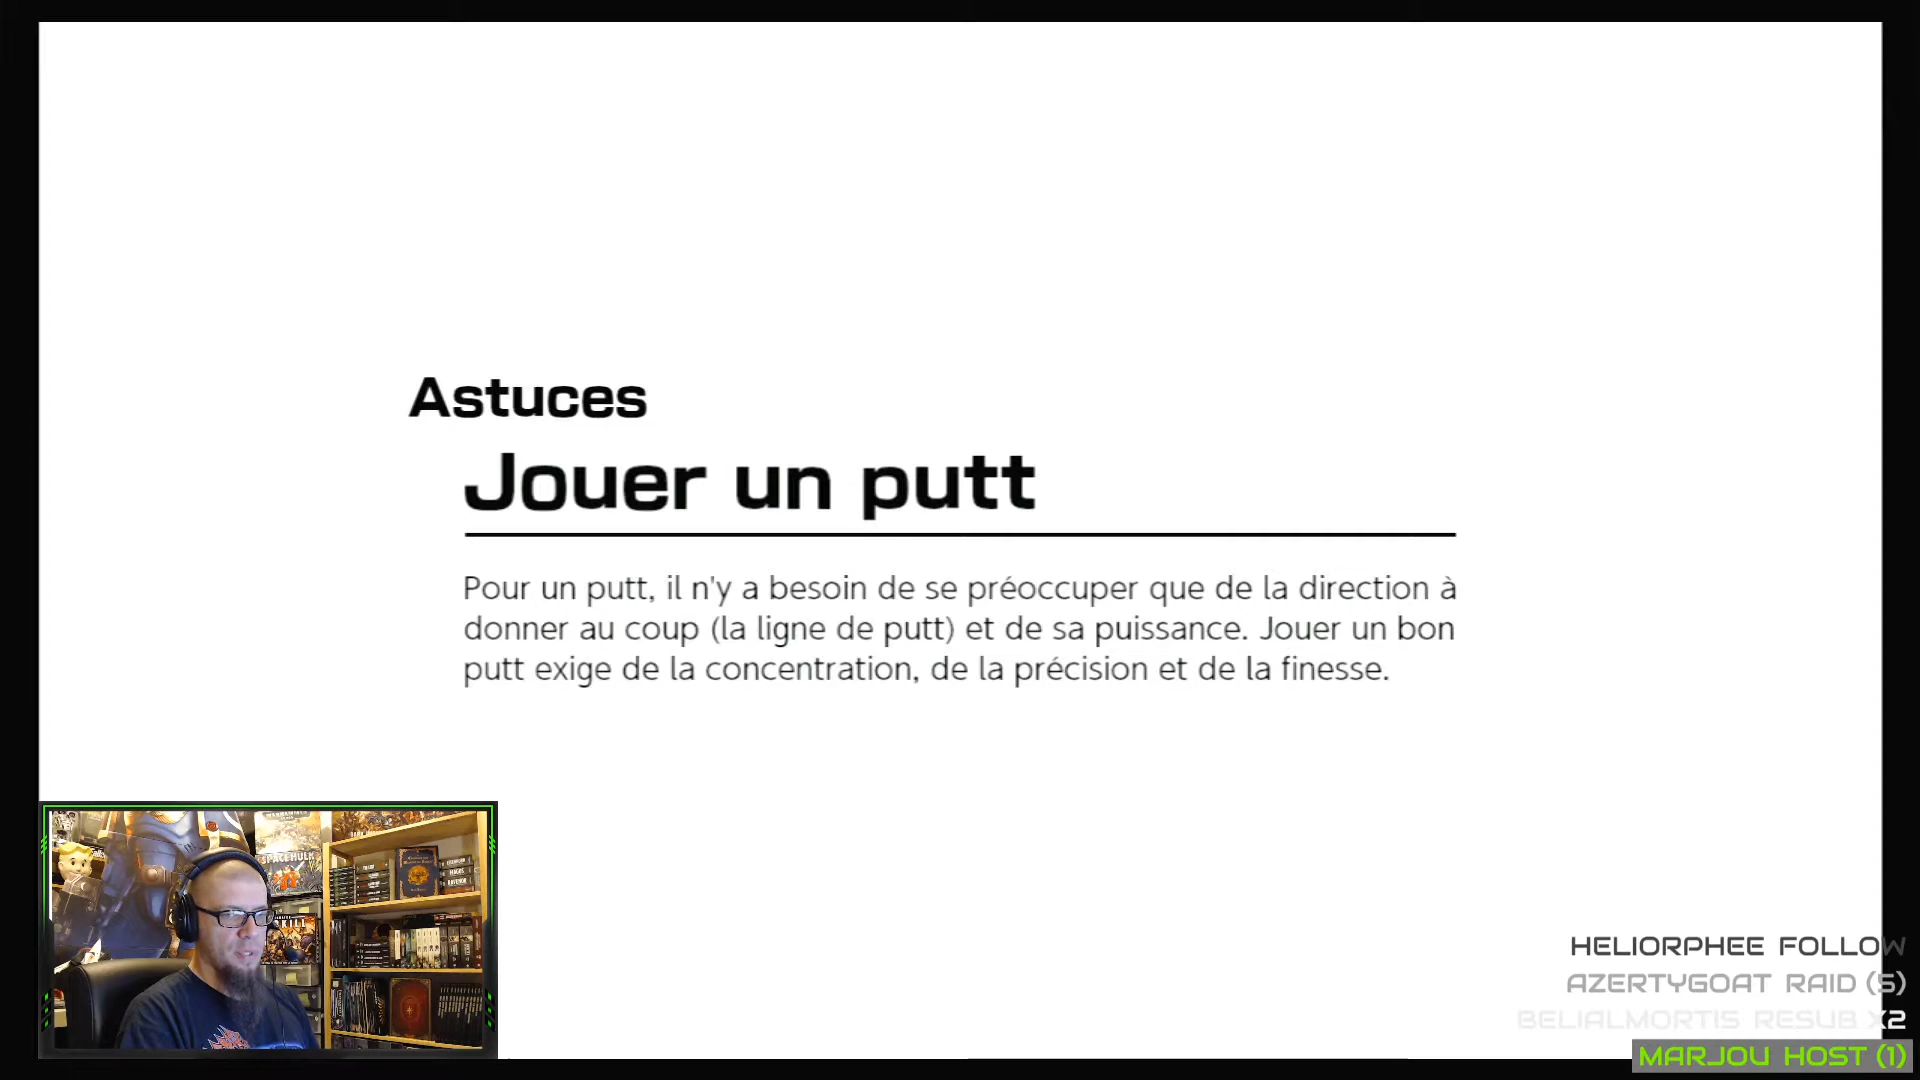 Astuces
Jouer un putt
Pour un putt, il n'y a besoin de se préoccuper que de la direction à
donner au coup (la ligne de putt) et de sa puissance. Jouer un bon
putt exige de la concentration, de la précision et de la finesse.
SPACE HULK
HELIORPHEE FOLLOW
AZERTYGOAT RAID (5)
BELIALMORTIS RESUB X2
MARJOU HOST (1)